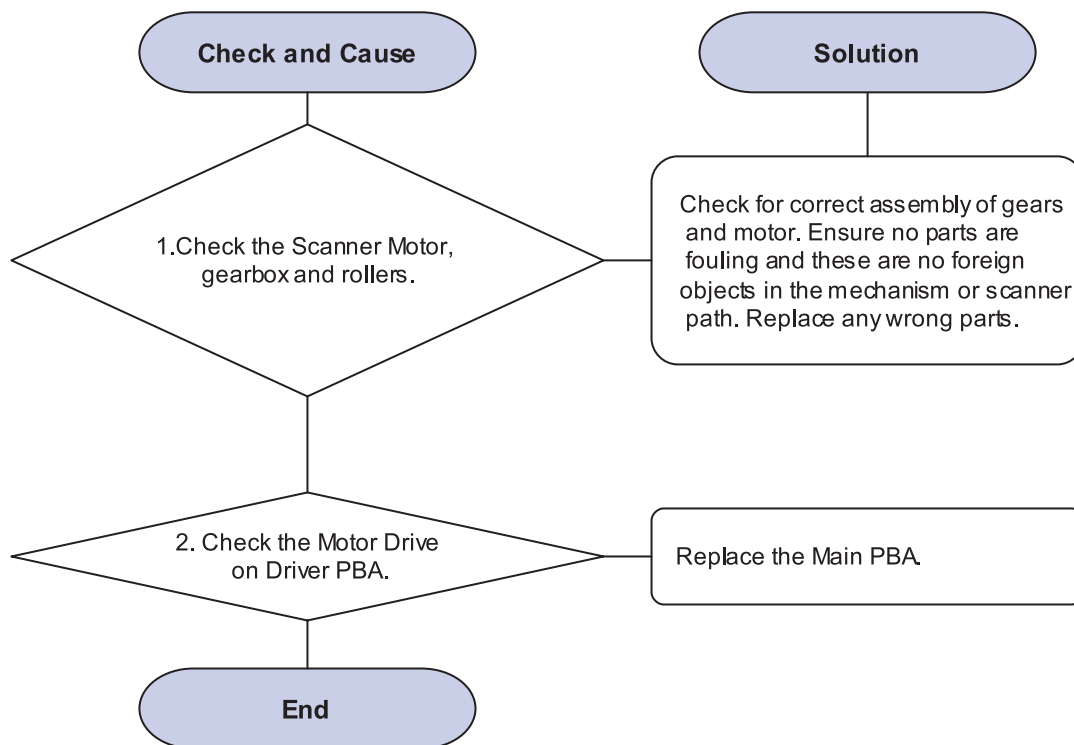 Check and Cause
Solution
1.Check the Scanner Motor,
gearbox and rollers.
Check for correct assembly of gears
and motor. Ensure no parts are
fouling and these are no foreign
objects in the mechanism or scanner
path. Replace any wrong parts.
2. Check the Motor Drive
on Driver PBA.
Replace the Main PBA.
End